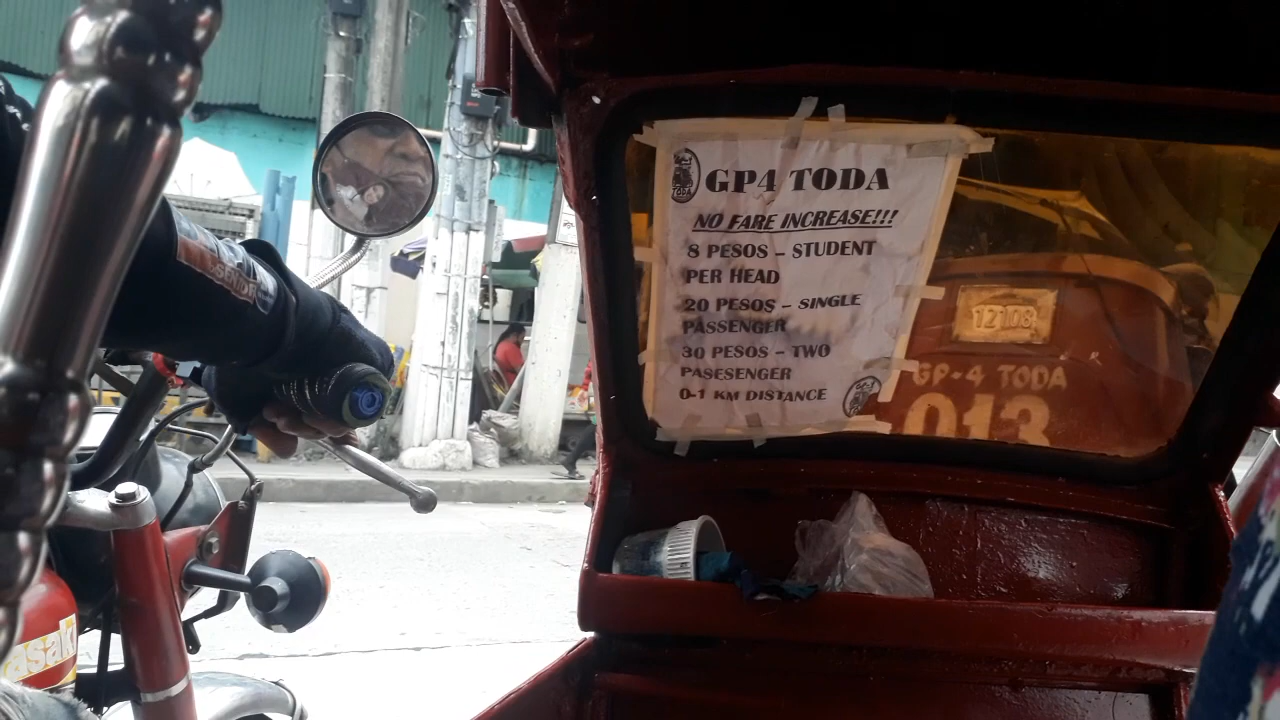 GP4 TODA
NO FARE INCREASE!!!
8 PESOS – STUDENT
PER HEAD
20 PESOS – SINGLE
PASSENGER
30 PESOS – TWO
PASESENGER
0-1 KM DISTANCE
12108
GP-4 TODA
013
asaki